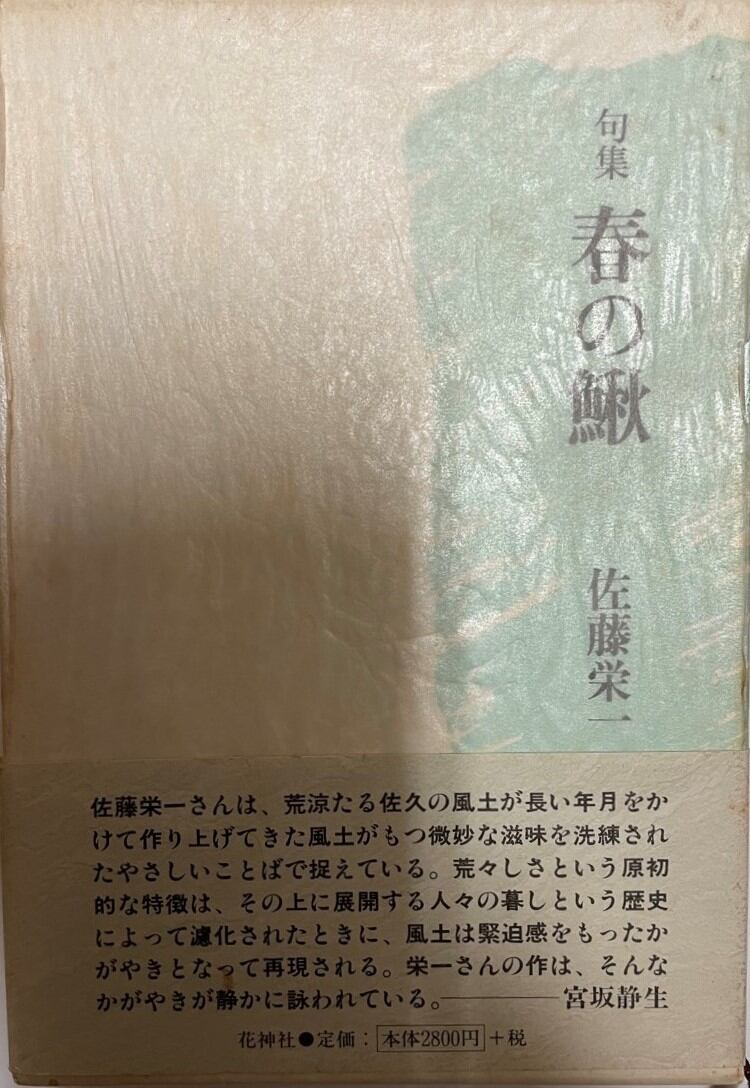 句集 春の鰍
佐藤栄一
佐藤栄一さんは、荒涼たる佐久の風土が長い年月をか
けて作り上げてきた風土がもつ微妙な滋味を洗練され
たやさしいことばで捉えている。荒々しさという原初
的な特徴は、その上に展開する人々の暮しという歴史
によって濾化されたときに、風土は緊迫感をもったか
がやきとなって再現される。栄一さんの作は、そんな
かがやきが静かに詠われている。――――宮坂静生
花神社●定価：本体2800円＋税